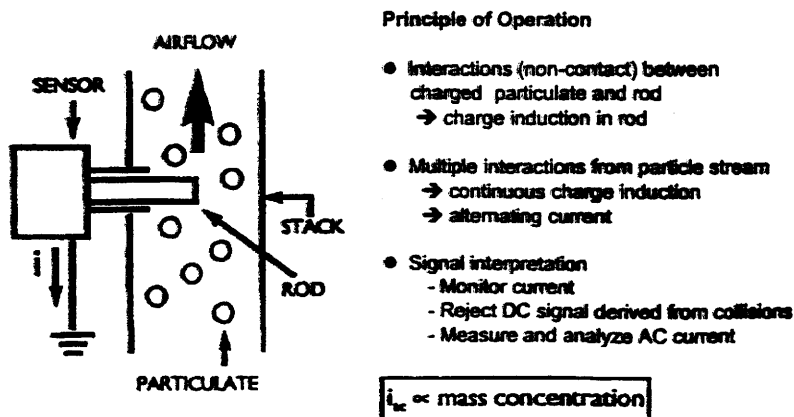 AIRFLOW
SENSOR
STACK
ROD
PARTICULATE
i
Principle of Operation
● Interactions (non-contact) between
charged particulate and rod
→ charge induction in rod
● Multiple interactions from particle stream
→ continuous charge induction
→ alternating current
● Signal interpretation
- Monitor current
- Reject DC signal derived from collisions
- Measure and analyze AC current
i_ac ∝ mass concentration